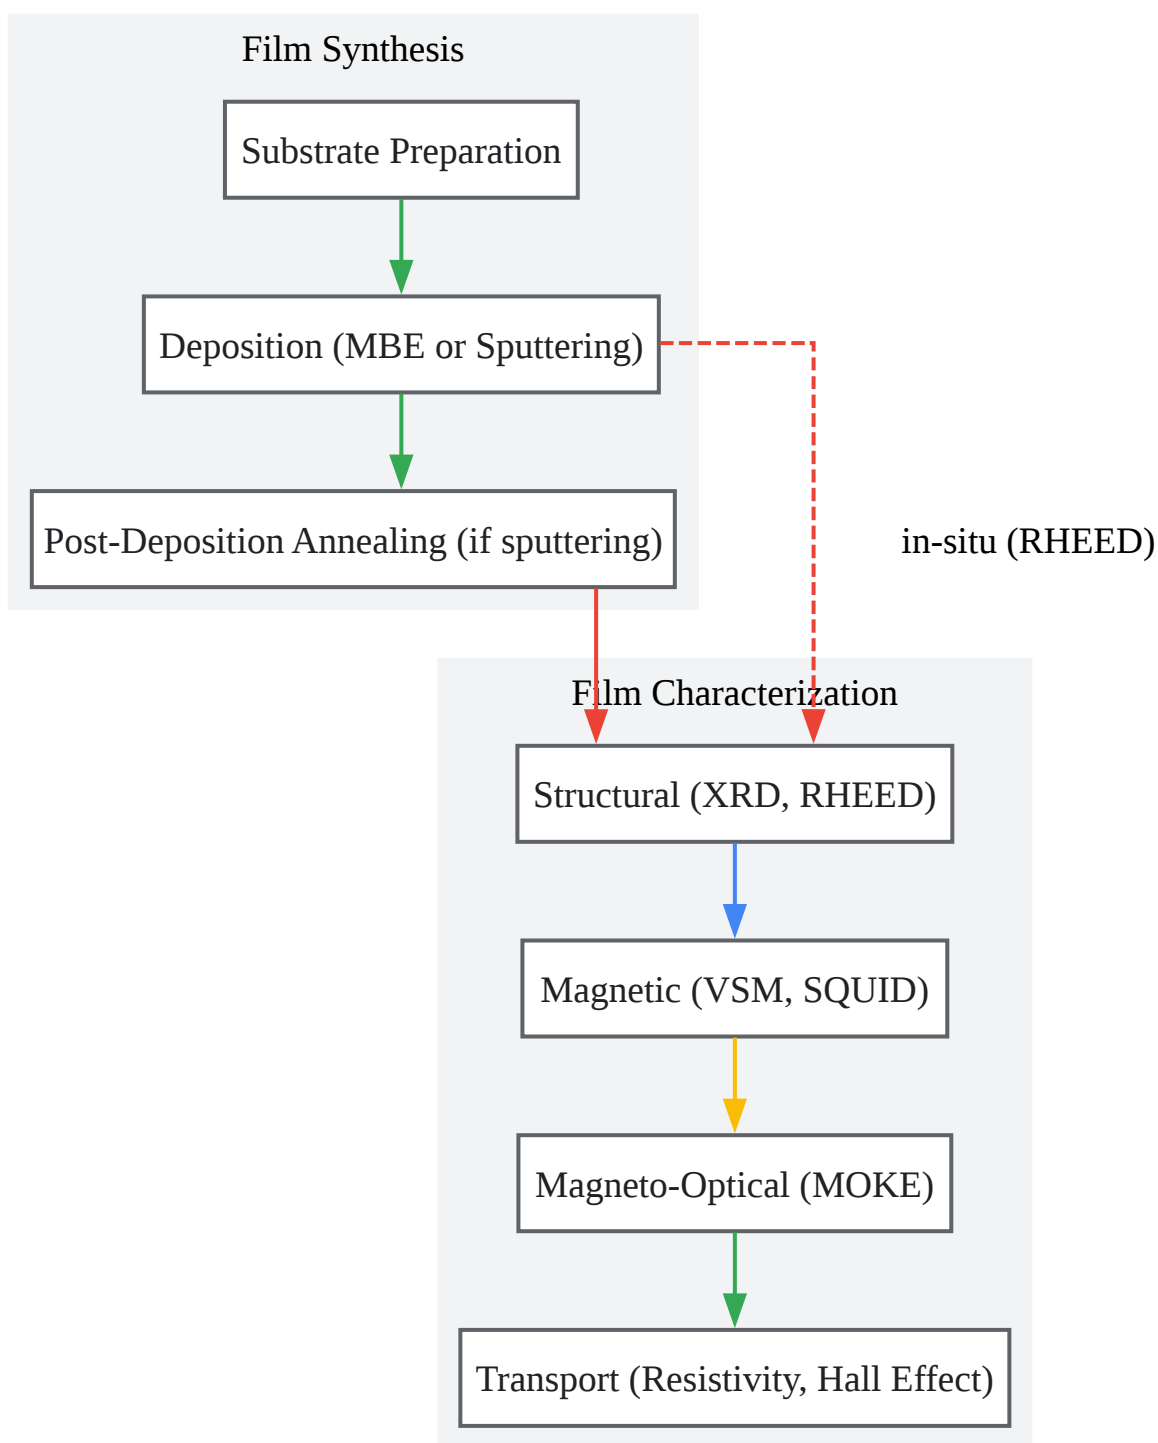 Film Synthesis
Substrate Preparation
Deposition (MBE or Sputtering)
Post-Deposition Annealing (if sputtering)
in-situ (RHEED)
Film Characterization
Structural (XRD, RHEED)
Magnetic (VSM, SQUID)
Magneto-Optical (MOKE)
Transport (Resistivity, Hall Effect)